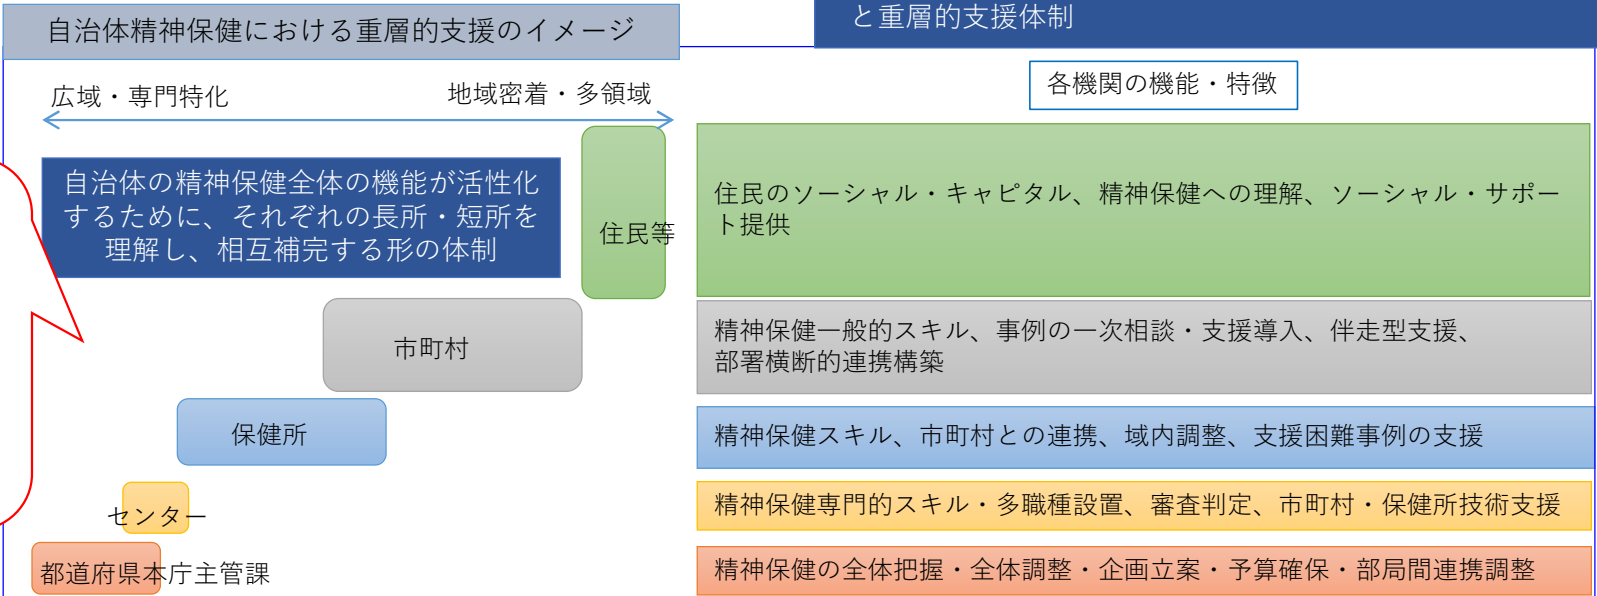 自治体精神保健における重層的支援のイメージ
と重層的支援体制
広域・専門特化
地域密着・多領域
各機関の機能・特徴
自治体の精神保健全体の機能が活性化
するために、それぞれの長所・短所を
理解し、相互補完する形の体制
住民等
住民のソーシャル・キャピタル、精神保健への理解、ソーシャル・サポー
ト提供
市町村
精神保健一般的スキル、事例の一次相談・支援導入、伴走型支援、
部署横断的連携構築
保健所
精神保健スキル、市町村との連携、域内調整、支援困難事例の支援
センター
精神保健専門的スキル・多職種設置、審査判定、市町村・保健所技術支援
都道府県本庁主管課
精神保健の全体把握・全体調整・企画立案・予算確保・部局間連携調整